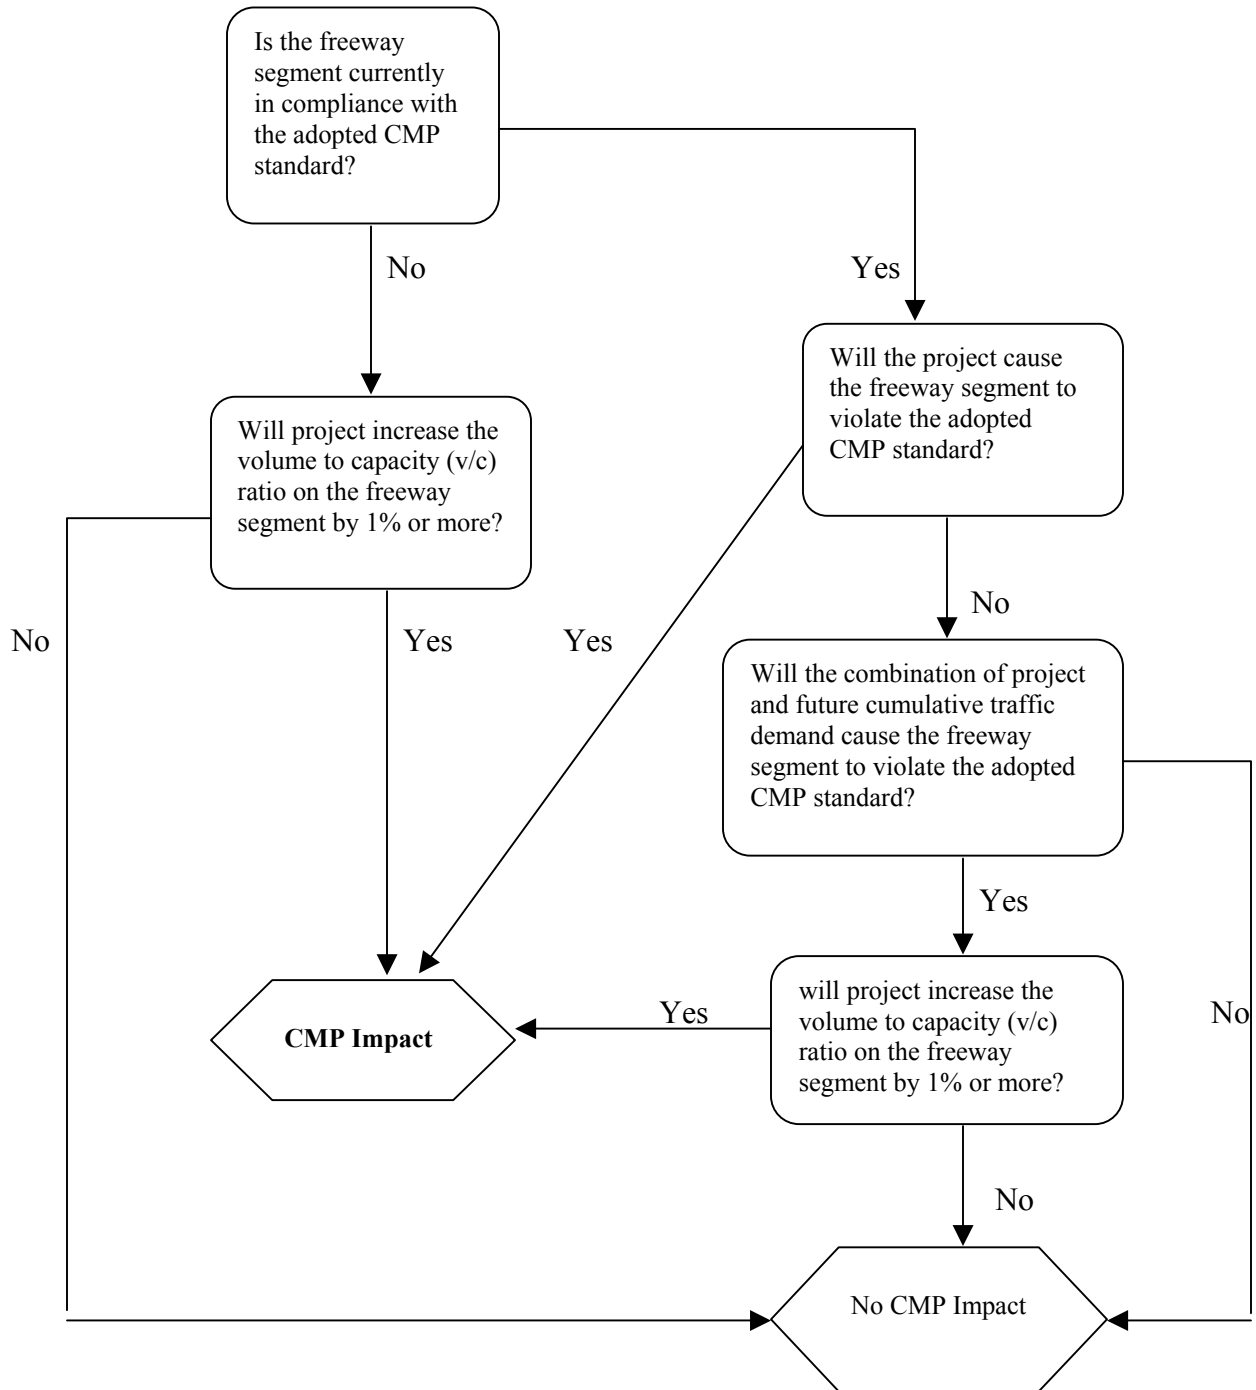 Is the freeway
segment currently
in compliance with
the adopted CMP
standard?
No
Yes
Will the project cause
the freeway segment to
violate the adopted
CMP standard?
Will project increase the
volume to capacity (v/c)
ratio on the freeway
segment by 1% or more?
No
No
Yes
Yes
Will the combination of project
and future cumulative traffic
demand cause the freeway
segment to violate the adopted
CMP standard?
Yes
will project increase the
volume to capacity (v/c)
ratio on the freeway
segment by 1% or more?
Yes
No
CMP Impact
No
No CMP Impact